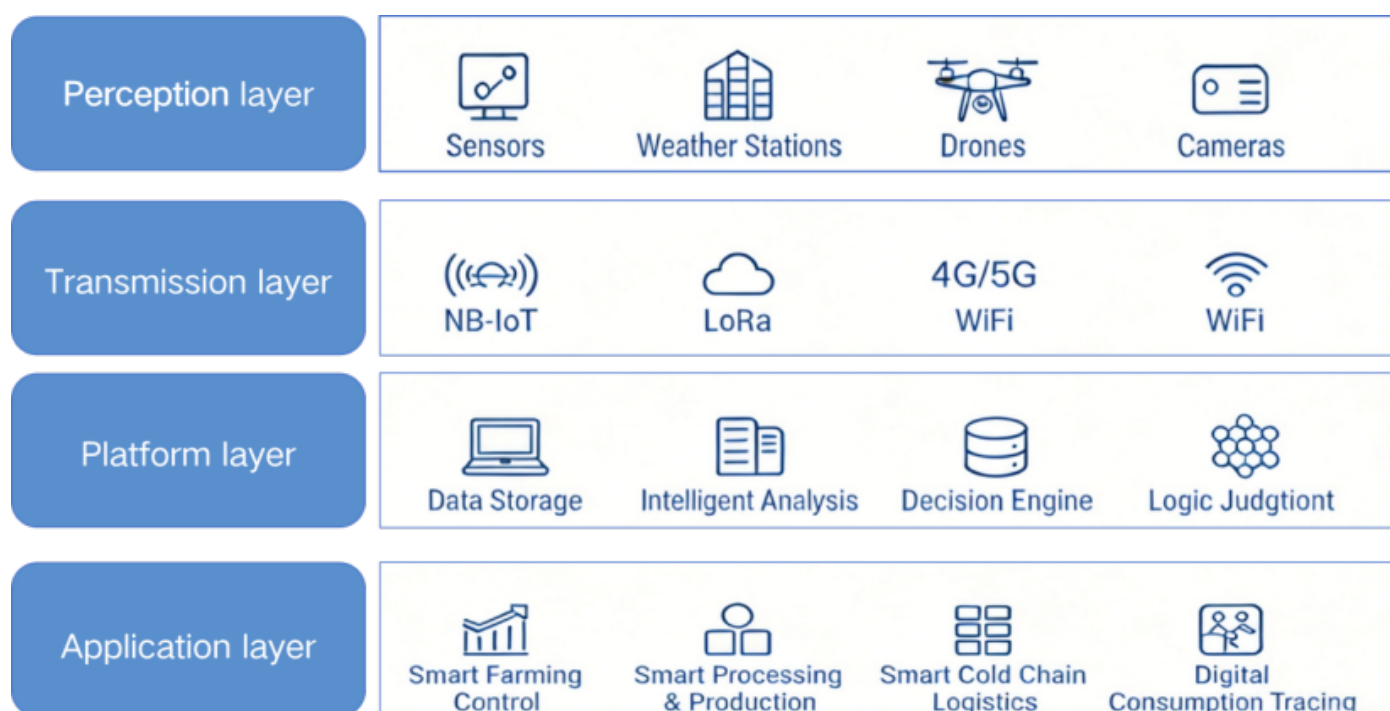 Perception layer
Sensors
Weather Stations
Drones
Cameras
Transmission layer
NB-IoT
LoRa
4G/5G
WiFi
WiFi
Platform layer
Data Storage
Intelligent Analysis
Decision Engine
Logic Judgtiont
Application layer
Smart Farming
Control
Smart Processing
& Production
Smart Cold Chain
Logistics
Digital
Consumption Tracing